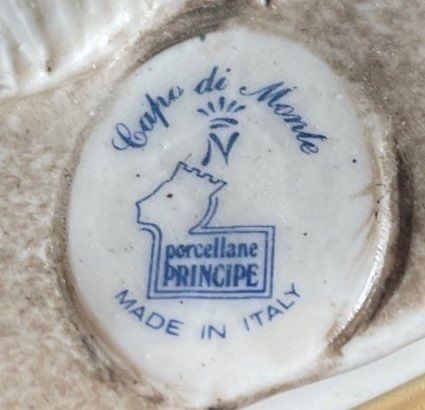 Capo di Monte
N
porcellane
PRINCIPE
MADE IN ITALY